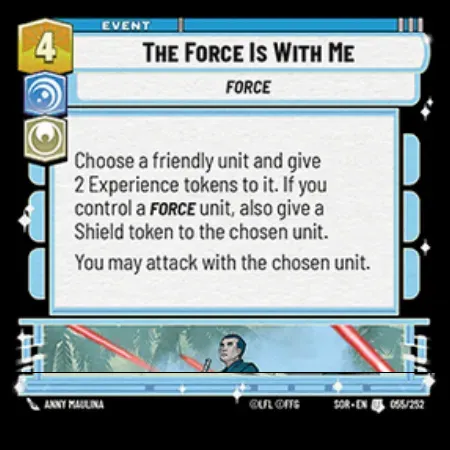 EVENT
4
THE FORCE IS WITH ME
FORCE
Choose a friendly unit and give
2 Experience tokens to it. If you
control a FORCE unit, also give a
Shield token to the chosen unit.
You may attack with the chosen unit.
ANNY MAULINA
©LFL ©FFG
SOR • EN
055/252